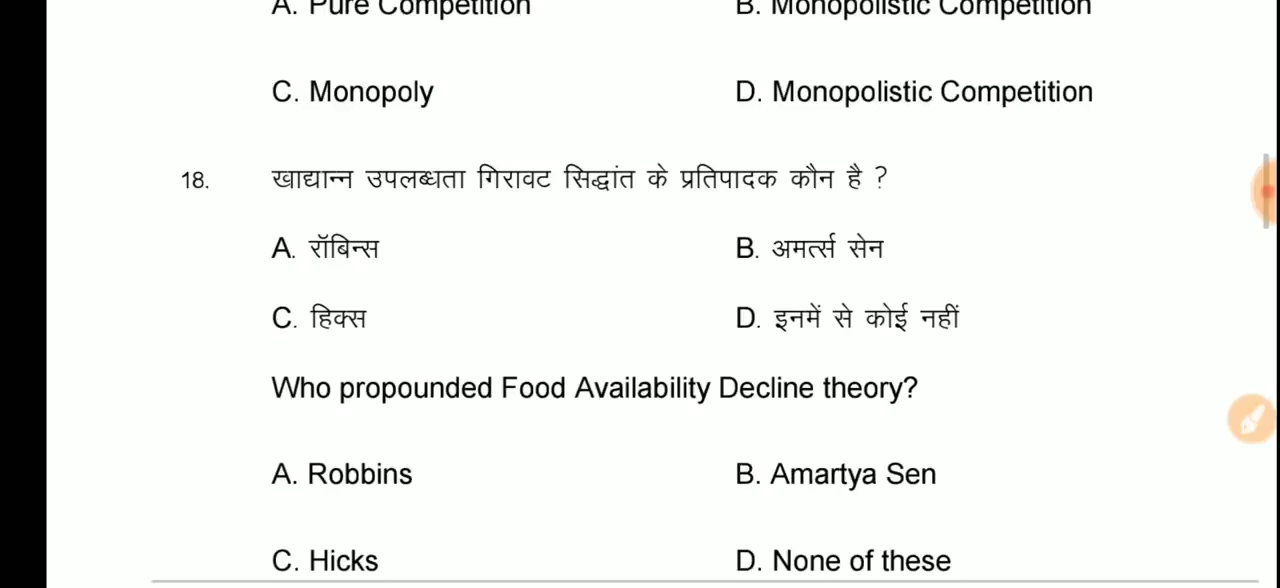 A. Pure Competition B. Monopolistic Competition
C. Monopoly D. Monopolistic Competition
18. खाद्यान्न उपलब्धता गिरावट सिद्धांत के प्रतिपादक कौन है ?
A. रॉबिन्स B. अमर्त्स सेन
C. हिक्स D. इनमें से कोई नहीं
Who propounded Food Availability Decline theory?
A. Robbins B. Amartya Sen
C. Hicks D. None of these